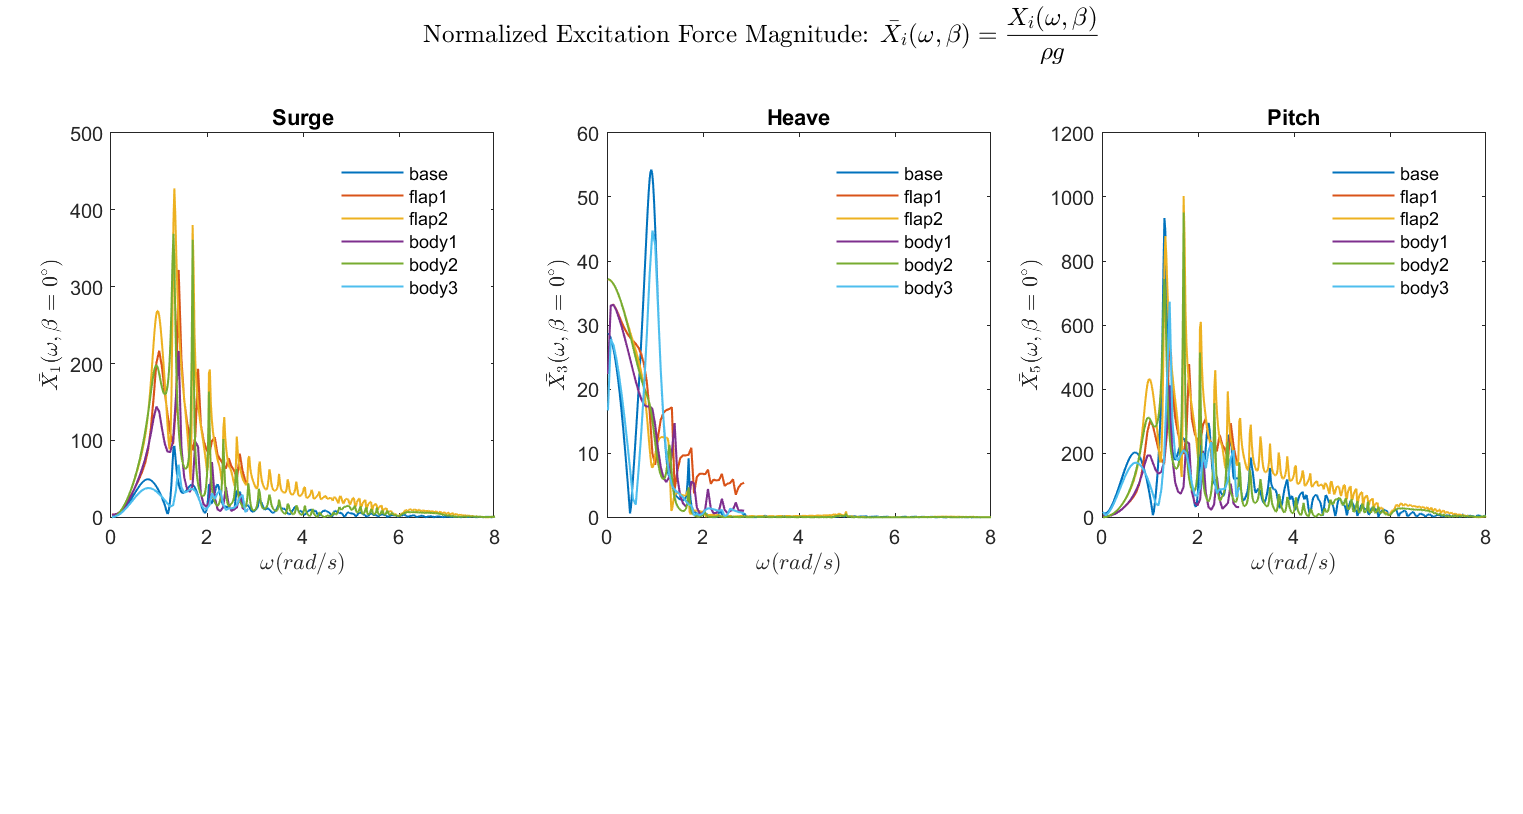 Normalized Excitation Force Magnitude: X̄ᵢ(ω, β) = Xᵢ(ω, β) / ρg
Surge
500
400
300
200
100
0
0 2 4 6 8
X̄₁(ω, β = 0°)
ω(rad/s)
base
flap1
flap2
body1
body2
body3
Heave
60
50
40
30
20
10
0
0 2 4 6 8
X̄₃(ω, β = 0°)
ω(rad/s)
base
flap1
flap2
body1
body2
body3
Pitch
1200
1000
800
600
400
200
0
0 2 4 6 8
X̄₅(ω, β = 0°)
ω(rad/s)
base
flap1
flap2
body1
body2
body3